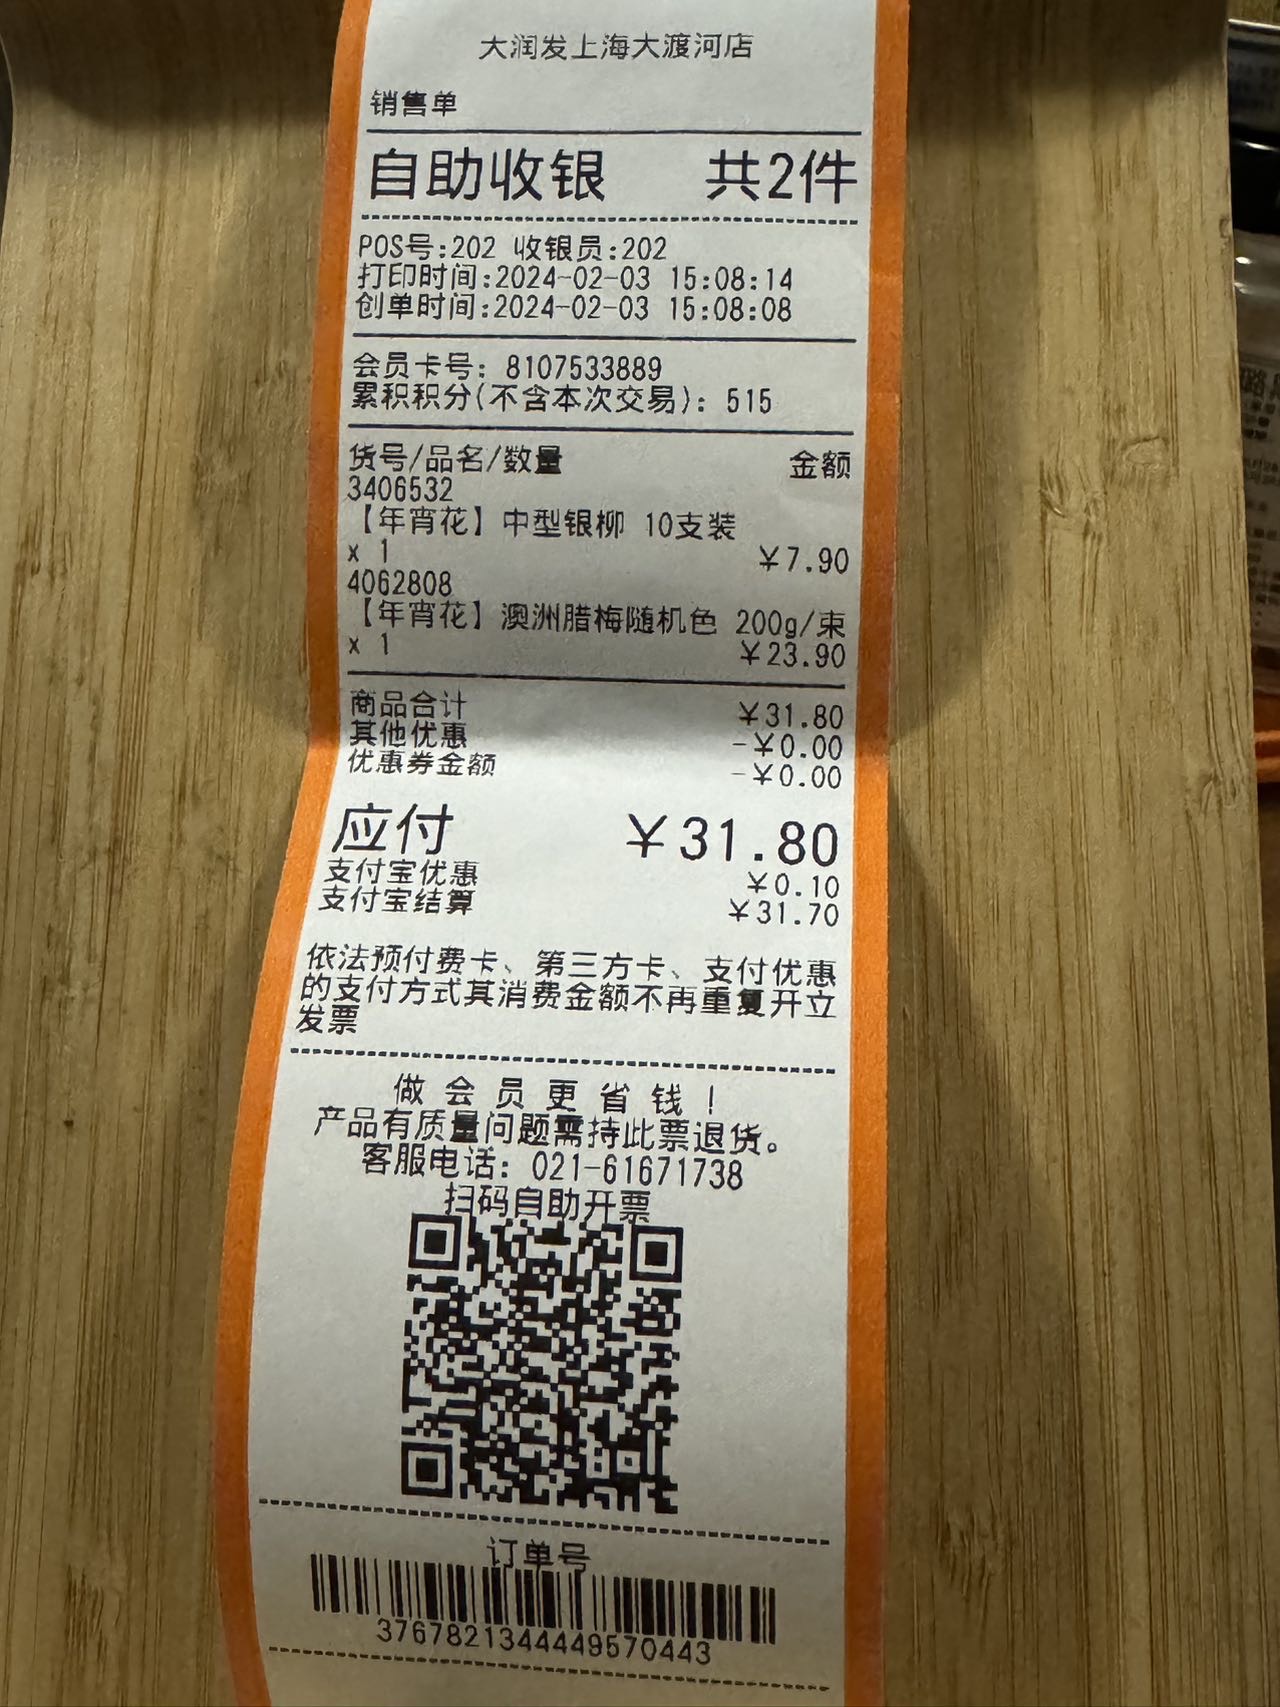 大润发上海大渡河店
销售单
自助收银 共2件
POS号:202 收银员:202
打印时间:2024-02-03 15:08:14
创单时间:2024-02-03 15:08:08
会员卡号: 8107533889
累积积分(不含本次交易): 515
货号/品名/数量 金额
3406532
【年宵花】中型银柳 10支装
x 1 ￥7.90
4062808
【年宵花】澳洲腊梅随机色 200g/束
x 1 ￥23.90
商品合计 ￥31.80
其他优惠 -￥0.00
优惠券金额 -￥0.00
应付 ￥31.80
支付宝优惠 ￥0.10
支付宝结算 ￥31.70
依法预付费卡、第三方卡、支付优惠
的支付方式其消费金额不再重复开立
发票
做会员更省钱!
产品有质量问题需持此票退货。
客服电话: 021-61671738
扫码自助开票
订单号
3767821344449570443